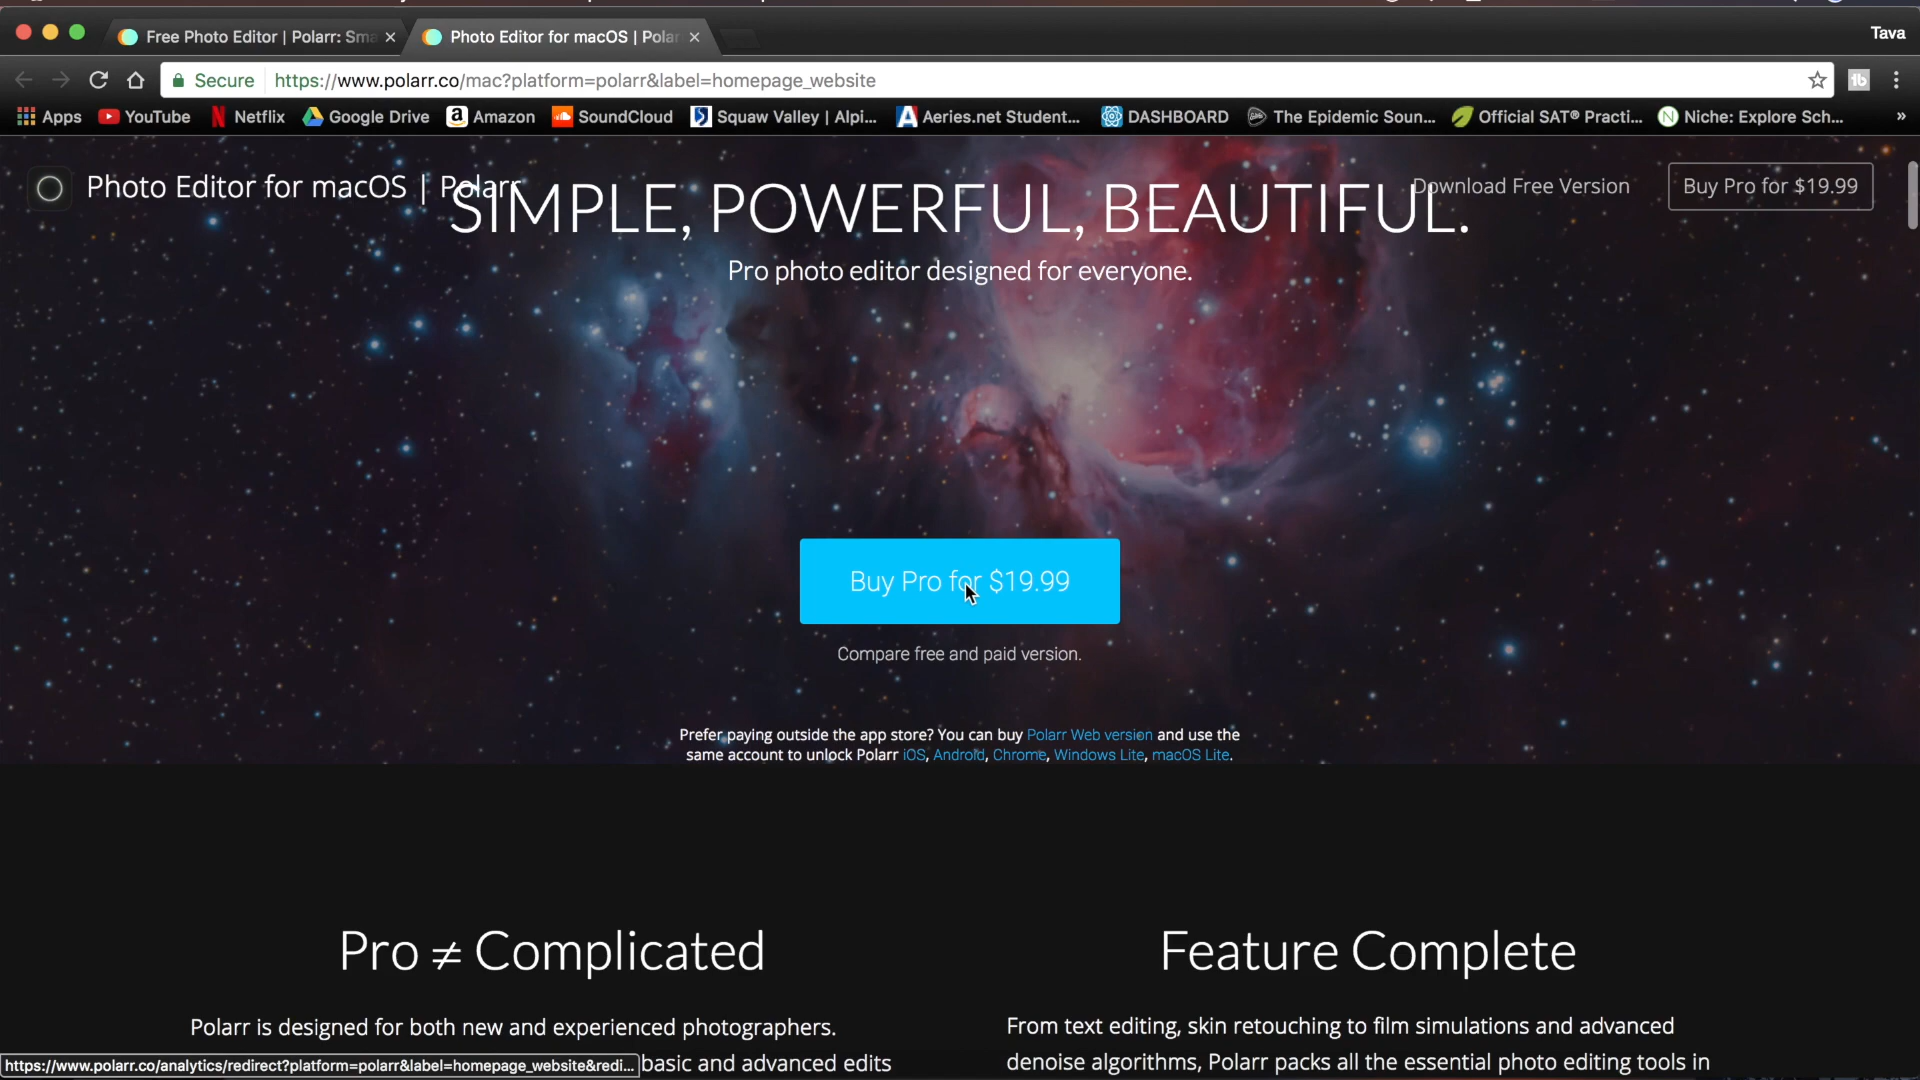 Free Photo Editor | Polarr: Sma
Photo Editor for macOS | Polar
Tava
Secure
https://www.polarr.co/mac?platform=polarr&label=homepage_website
Apps
YouTube
Netflix
Google Drive
Amazon
SoundCloud
Squaw Valley | Alpi...
Aeries.net Student...
DASHBOARD
The Epidemic Soun...
Official SAT® Practi...
Niche: Explore Sch...
»
Photo Editor for macOS | Polarr
Download Free Version
Buy Pro for $19.99
SIMPLE, POWERFUL, BEAUTIFUL.
Pro photo editor designed for everyone.
Buy Pro for $19.99
Compare free and paid version.
Prefer paying outside the app store? You can buy Polarr Web version and use the
same account to unlock Polarr iOS, Android, Chrome, Windows Lite, macOS Lite.
Pro ≠ Complicated
Polarr is designed for both new and experienced photographers.
basic and advanced edits
Feature Complete
From text editing, skin retouching to film simulations and advanced
denoise algorithms, Polarr packs all the essential photo editing tools in
https://www.polarr.co/analytics/redirect?platform=polarr&label=homepage_website&redi...